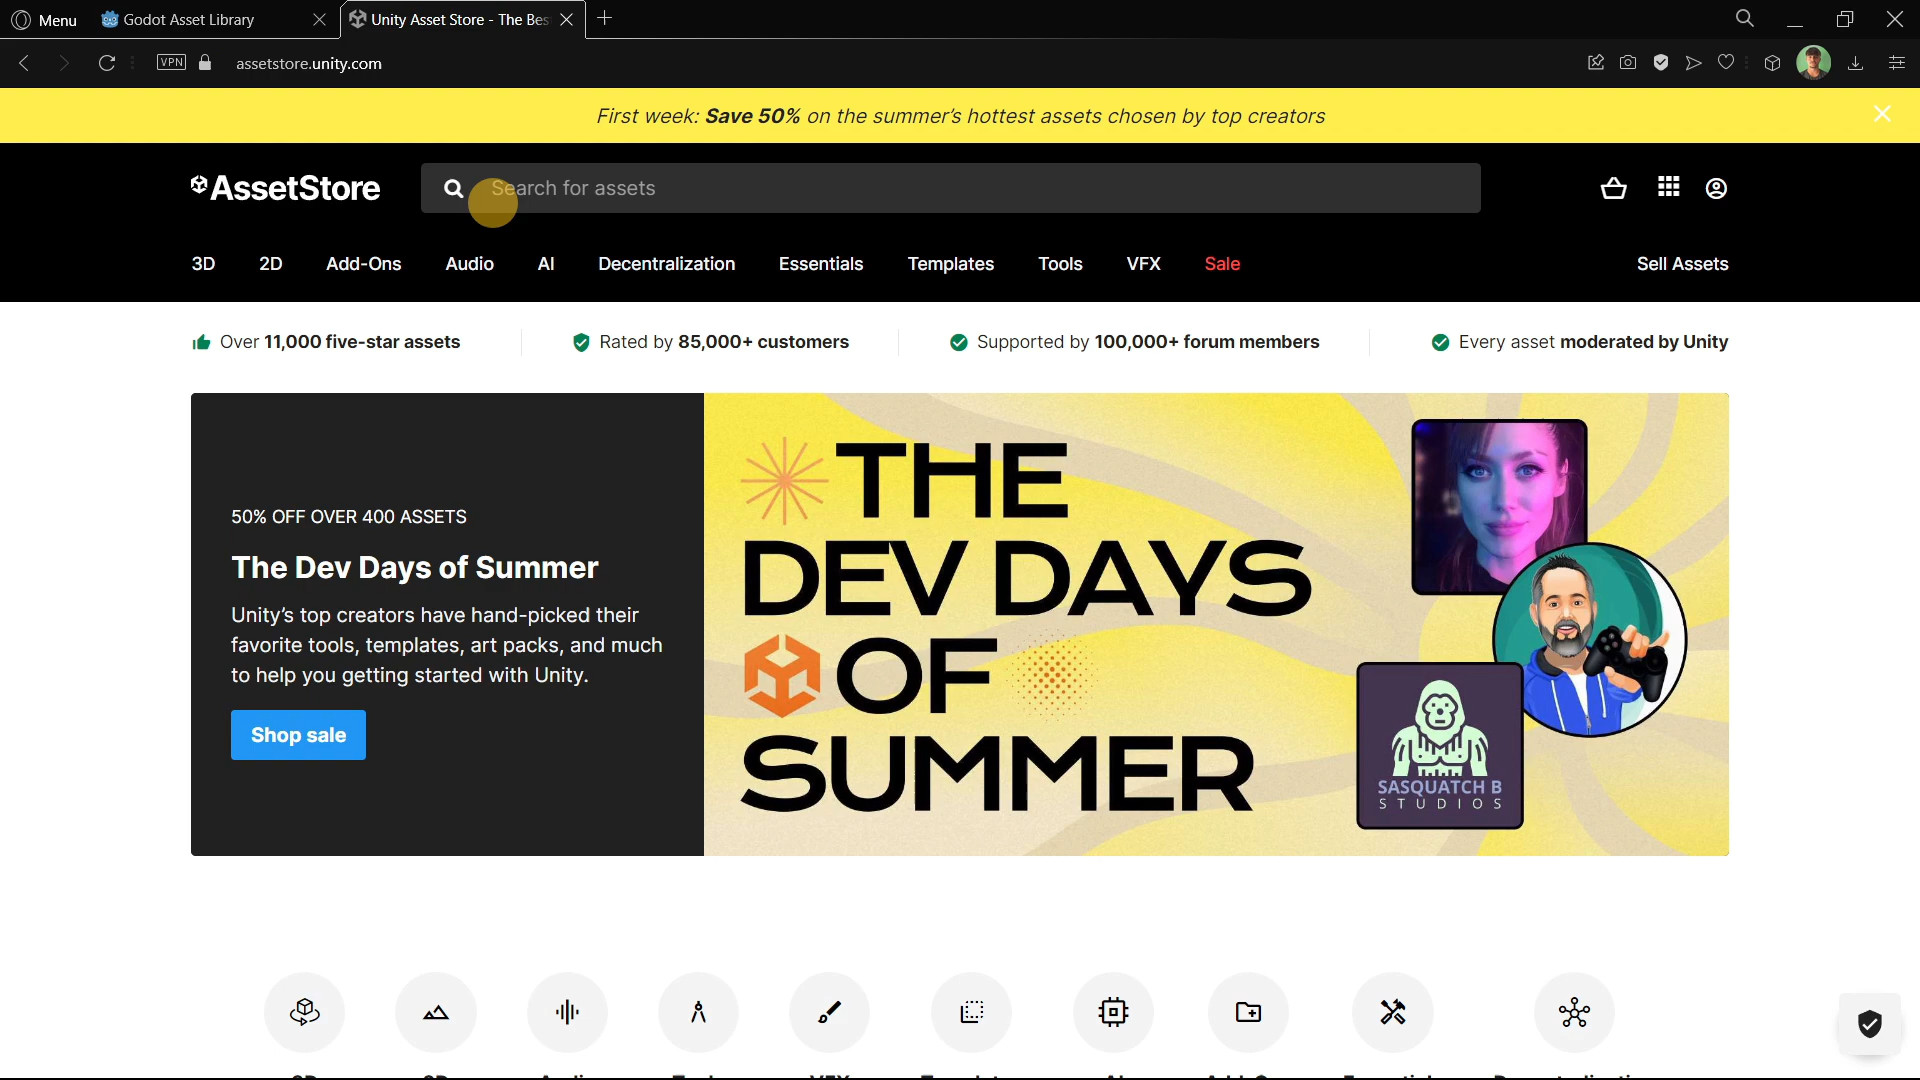 Menu
Godot Asset Library
Unity Asset Store - The Bes
VPN
assetstore.unity.com
First week: Save 50% on the summer's hottest assets chosen by top creators
AssetStore
Search for assets
3D
2D
Add-Ons
Audio
AI
Decentralization
Essentials
Templates
Tools
VFX
Sale
Sell Assets
Over 11,000 five-star assets
Rated by 85,000+ customers
Supported by 100,000+ forum members
Every asset moderated by Unity
50% OFF OVER 400 ASSETS
The Dev Days of Summer
Unity's top creators have hand-picked their
favorite tools, templates, art packs, and much
to help you getting started with Unity.
Shop sale
THE
DEV DAYS
OF
SUMMER
SASQUATCH B
STUDIOS